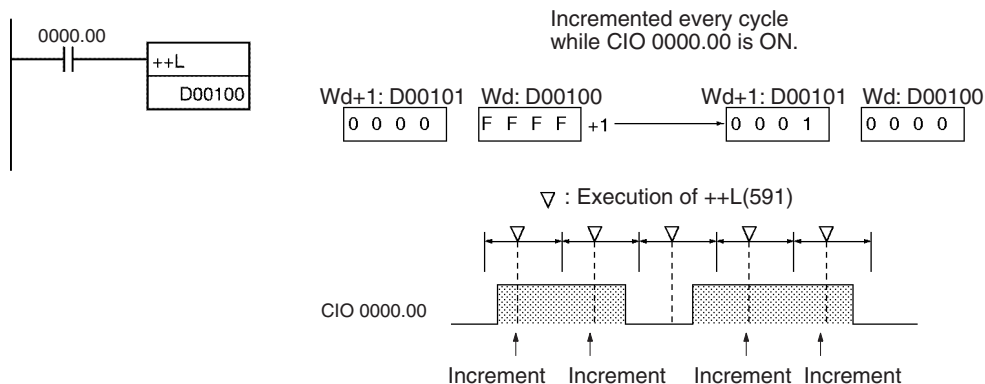 0000.00
++L
D00100
Incremented every cycle
while CIO 0000.00 is ON.
Wd+1: D00101 Wd: D00100 Wd+1: D00101 Wd: D00100
0 0 0 0 F F F F +1 0 0 0 1 0 0 0 0
: Execution of ++L(591)
CIO 0000.00
Increment Increment Increment Increment